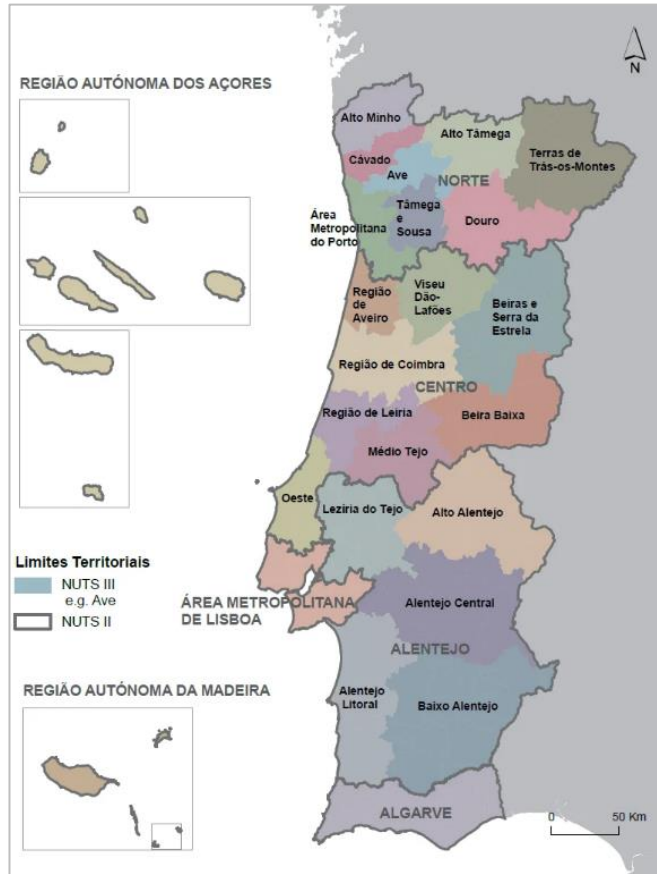 N
REGIÃO AUTÓNOMA DOS AÇORES
Alto Minho
Alto Tâmega
Terras de
Trás-os-Montes
Cávado
Ave
NORTE
Área
Metropolitana
do Porto
Tâmega
e
Sousa
Douro
Região
de
Aveiro
Viseu
Dão-
Lafões
Beiras e
Serra da
Estrela
Região de Coimbra
CENTRO
Região de Leiria
Beira Baixa
Médio Tejo
Oeste
Lezíria do Tejo
Alto Alentejo
Limites Territoriais
NUTS III
e.g. Ave
NUTS II
ÁREA METROPOLITANA
DE LISBOA
Alentejo Central
ALENTEJO
REGIÃO AUTÓNOMA DA MADEIRA
Alentejo
Litoral
Baixo Alentejo
ALGARVE
0 50 Km